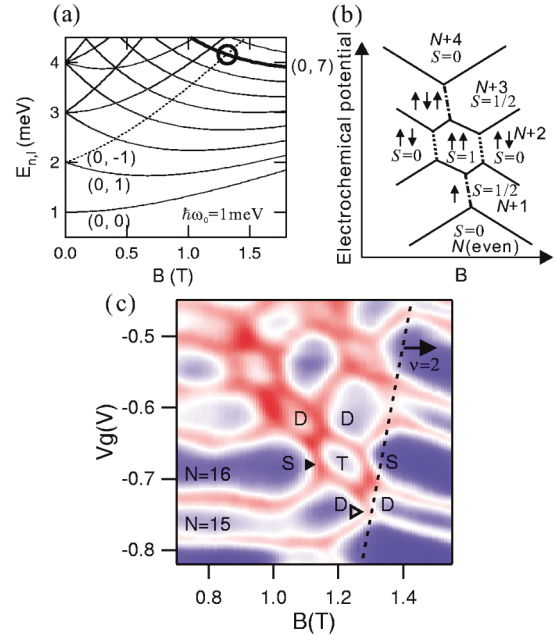 (a)
E_{n,l} (meV)
4
3
2
1
(0, 7)
(0, -1)
(0, 1)
(0, 0)
ħω₀=1meV
0.0 0.5 1.0 1.5
B (T)
(b)
Electrochemical potential
N+4
S=0
N+3
S=1/2
↑↓↑
↑↓
S=0
↑↑
S=1
↑↓
S=0
N+2
↑
S=1/2
N+1
S=0
N(even)
B
(c)
Vg(V)
-0.5
-0.6
-0.7
-0.8
ν=2
D D
S T S
N=16
D D
N=15
0.8 1.0 1.2 1.4
B(T)